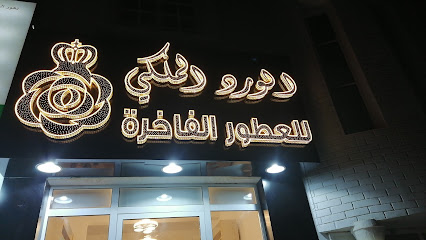 الورد الملكي
للعطور الفاخرة